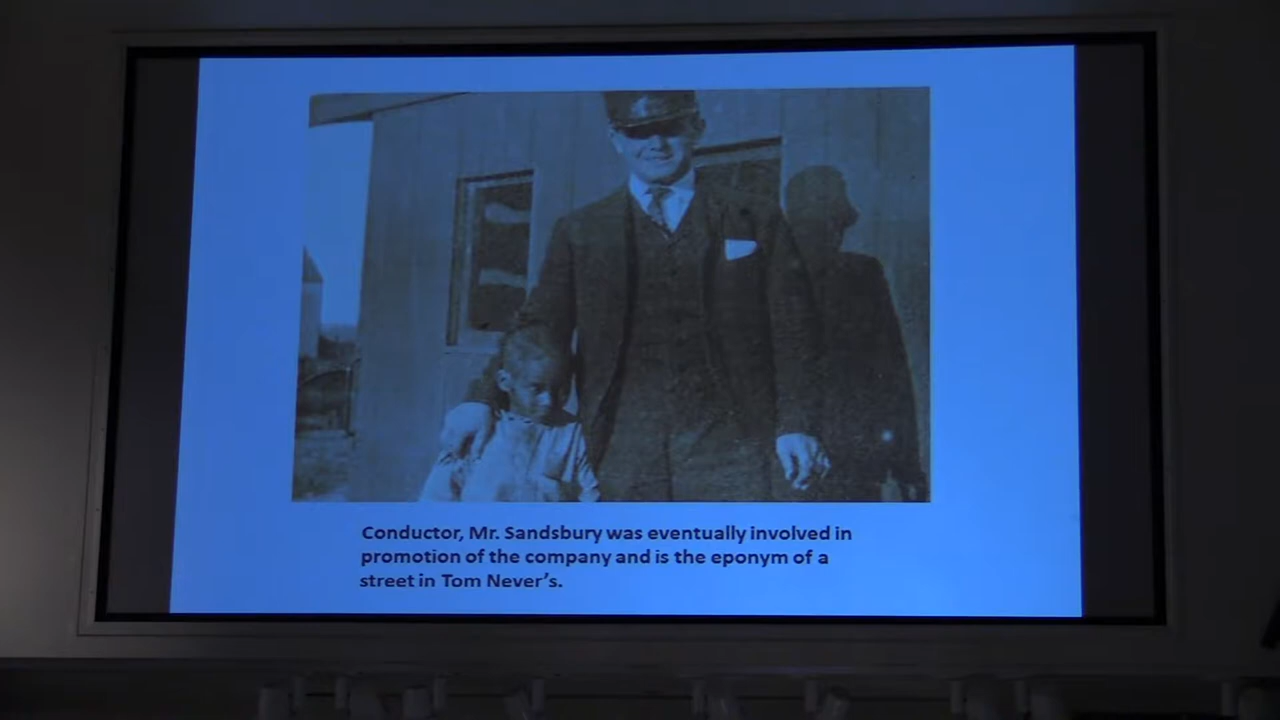 Conductor, Mr. Sandsbury was eventually involved in
promotion of the company and is the eponym of a
street in Tom Never's.